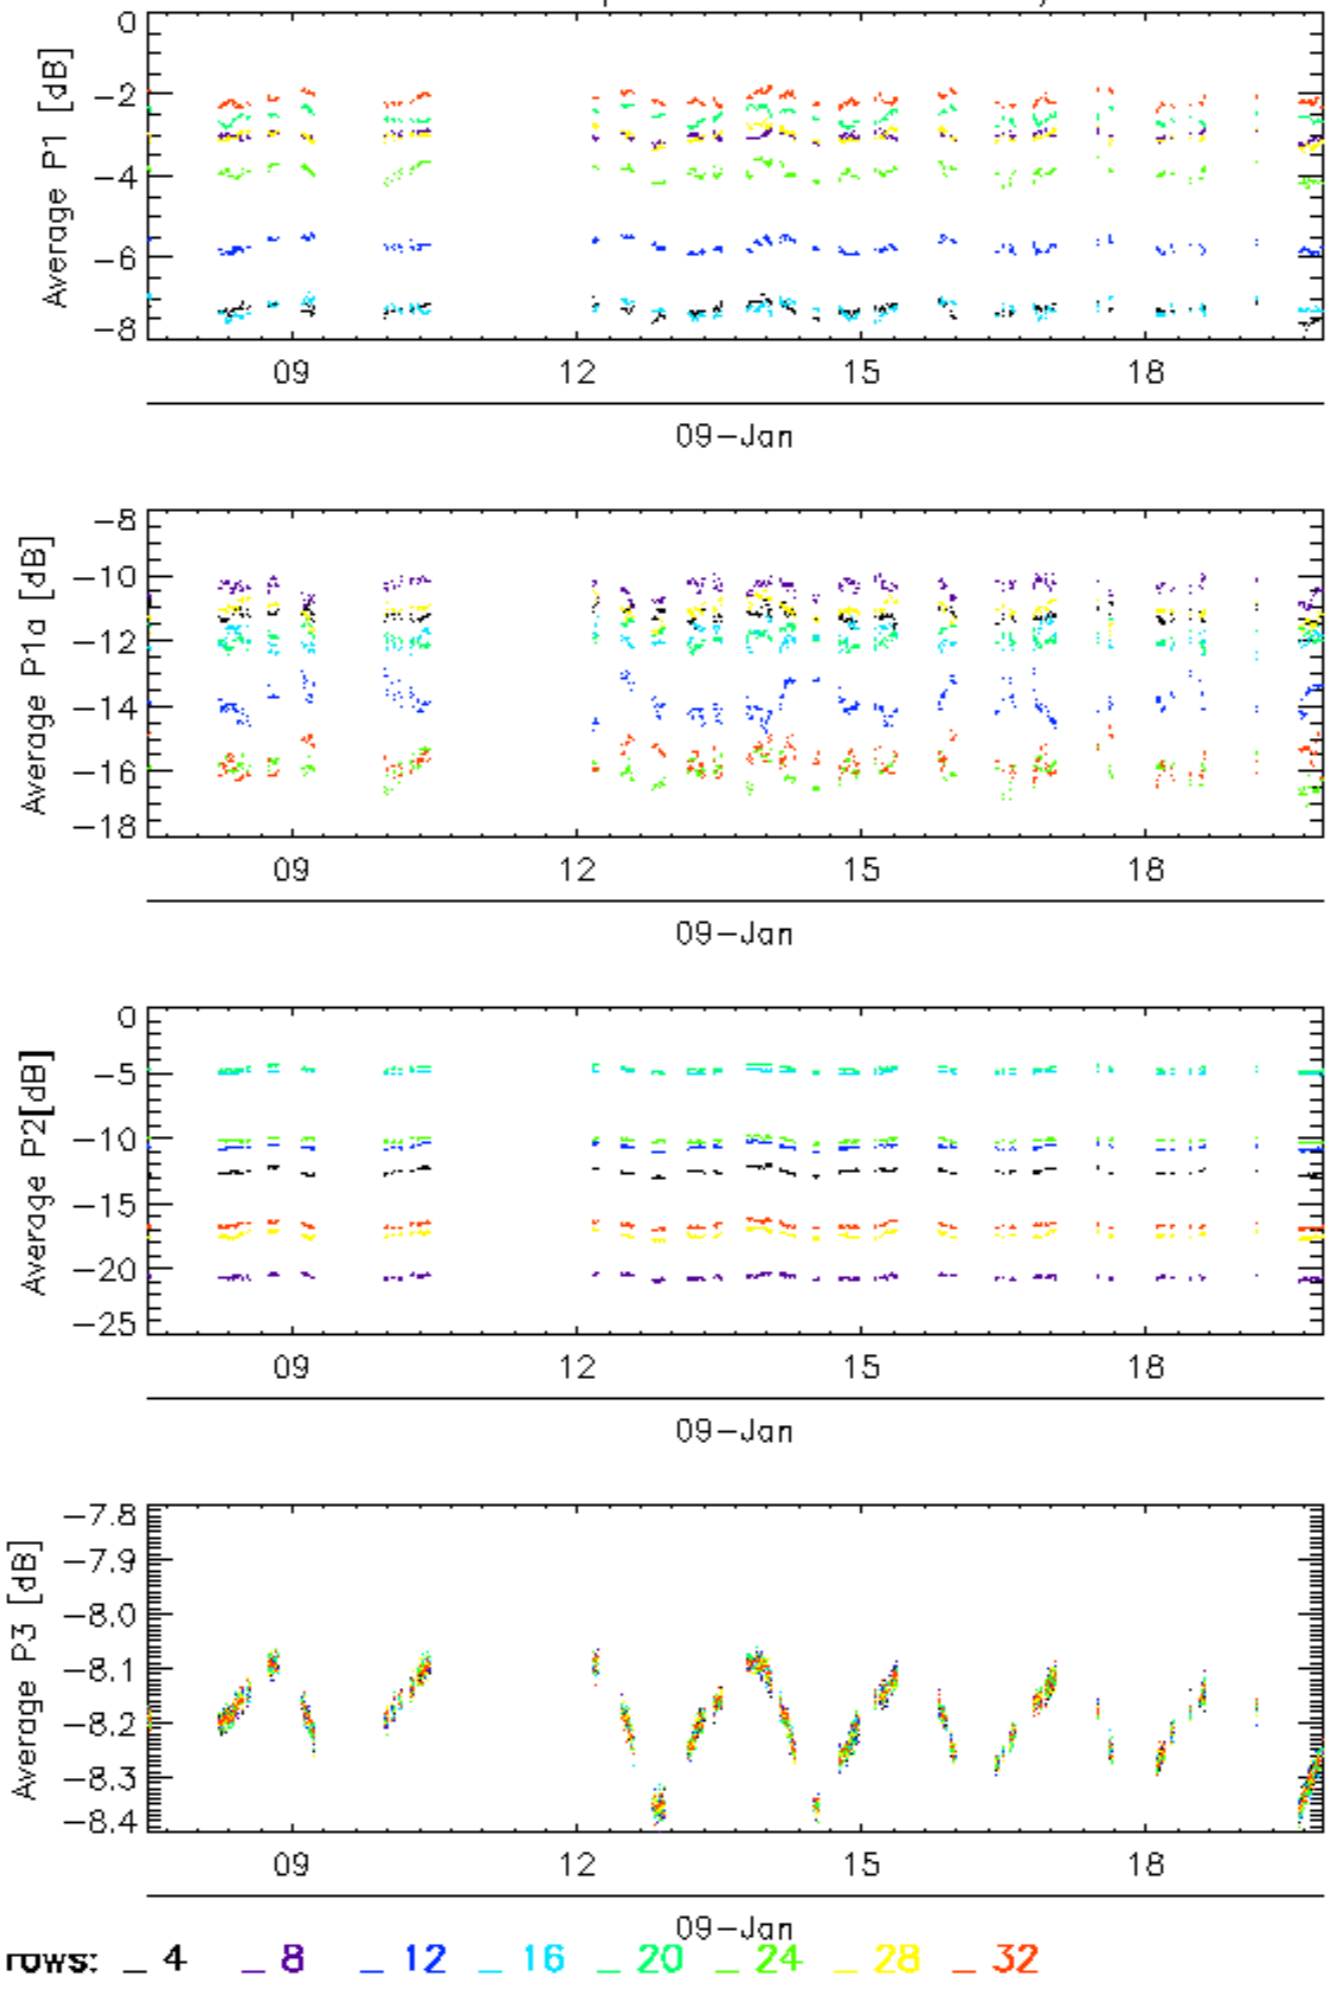 0
-2
-4
-6
-8
Average P1 [dB]
09 12 15 18
09-Jan
-8
-10
-12
-14
-16
-18
Average P1a [dB]
09 12 15 18
09-Jan
0
-5
-10
-15
-20
-25
Average P2[dB]
09 12 15 18
09-Jan
-7.8
-7.9
-8.0
-8.1
-8.2
-8.3
-8.4
Average P3 [dB]
09 12 15 18
09-Jan
rows: _ 4 _ 8 _ 12 _ 16 _ 20 _ 24 _ 28 _ 32